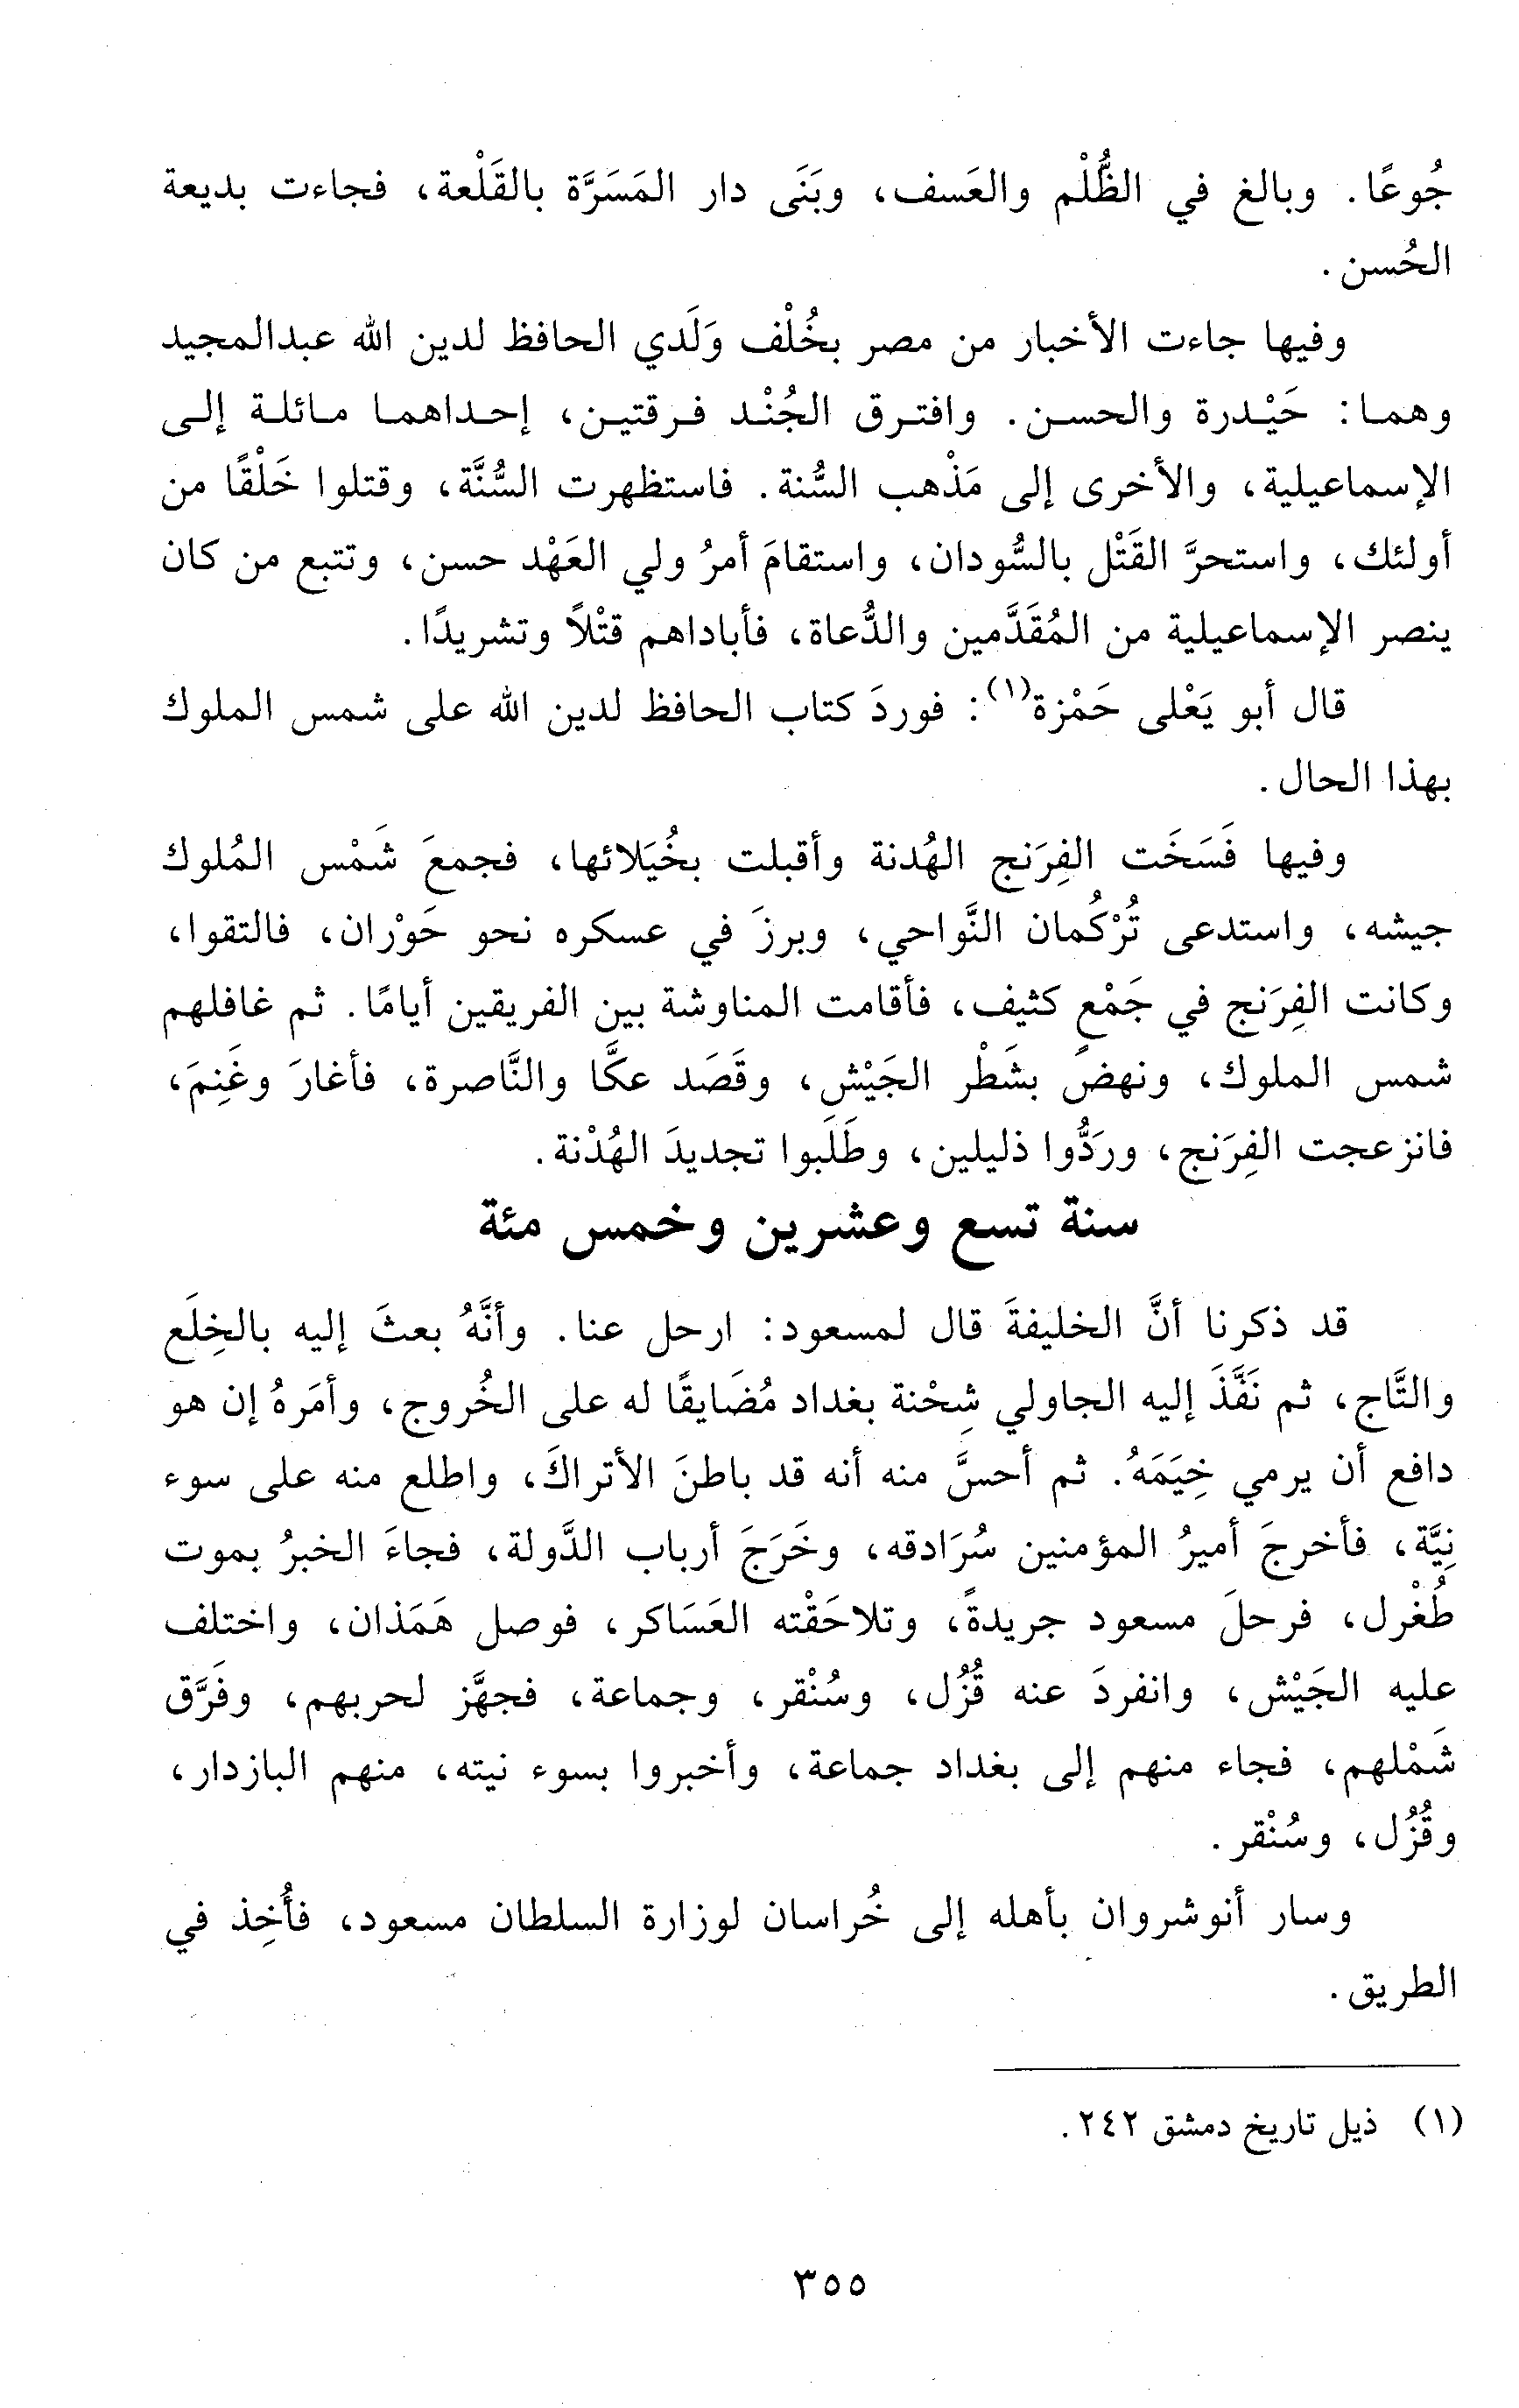 جُوعًا. وبالغ في الظُّلْم والعَسف، وبَنَى دار المَسَرَّة بالقَلْعة، فجاءت بديعة
الحُسن.
وفيها جاءت الأخبار من مصر بخُلْف وَلَدي الحافظ لدين الله عبدالمجيد
وهما: حَيْدرة والحسن. وافترق الجُنْد فرقتين، إحداهما مائلة إلى
الإسماعيلية، والأخرى إلى مَذْهب السُّنة. فاستظهرت السُّنَّة، وقتلوا خَلْقًا من
أولئك، واستحرَّ القَتْل بالسُّودان، واستقامَ أمرُ ولي العَهْد حسن، وتتبع من كان
ينصر الإسماعيلية من المُقَدَّمين والدُّعاة، فأباداهم قتْلاً وتشريدًا.
قال أبو يَعْلى حَمْزة(١): فوردَ كتاب الحافظ لدين الله على شمس الملوك
بهذا الحال.
وفيها فَسَخَت الفِرَنج الهُدنة وأقبلت بخُيَلائها، فجمعَ شَمْس المُلوك
جيشه، واستدعى تُرْكُمان النَّواحي، وبرزَ في عسكره نحو حَوْران، فالتقوا،
وكانت الفِرَنج في جَمْعٍ كثيف، فأقامت المناوشة بين الفريقين أيامًا. ثم غافلهم
شمس الملوك، ونهضَ بشَطْر الجَيْش، وقَصَد عكَّا والنَّاصرة، فأغارَ وغَنِمَ،
فانزعجت الفِرَنج، وردُّوا ذليلين، وطَلَبوا تجديدَ الهُدْنة.
سنة تسع وعشرين وخمس مئة
قد ذكرنا أنَّ الخليفةَ قال لمسعود: ارحل عنا. وأنَّهُ بعثَ إليه بالخِلَع
والتَّاج، ثم نَفَّذَ إليه الجاولي شِحْنة بغداد مُضَايقًا له على الخُروج، وأمَرهُ إن هو
دافع أن يرمي خِيَمَهُ. ثم أحسَّ منه أنه قد باطنَ الأتراكَ، واطلع منه على سوء
نِيَّة، فأخرجَ أميرُ المؤمنين سُرَادقه، وخَرَجَ أرباب الدَّولة، فجاءَ الخبرُ بموت
طُغْرل، فرحلَ مسعود جريدةً، وتلاحَقْته العَسَاكر، فوصل هَمَذان، واختلف
عليه الجَيْش، وانفردَ عنه قُزُل، وسُنْقر، وجماعة، فجهَّز لحربهم، وفَرَّق
شَمْلهم، فجاء منهم إلى بغداد جماعة، وأخبروا بسوء نيته، منهم البازدار،
وقُزُل، وسُنْقر.
وسار أنوشروان بأهله إلى خُراسان لوزارة السلطان مسعود، فأُخِذ في
الطريق.
(١) ذيل تاريخ دمشق ٢٤٢.
٣٥٥